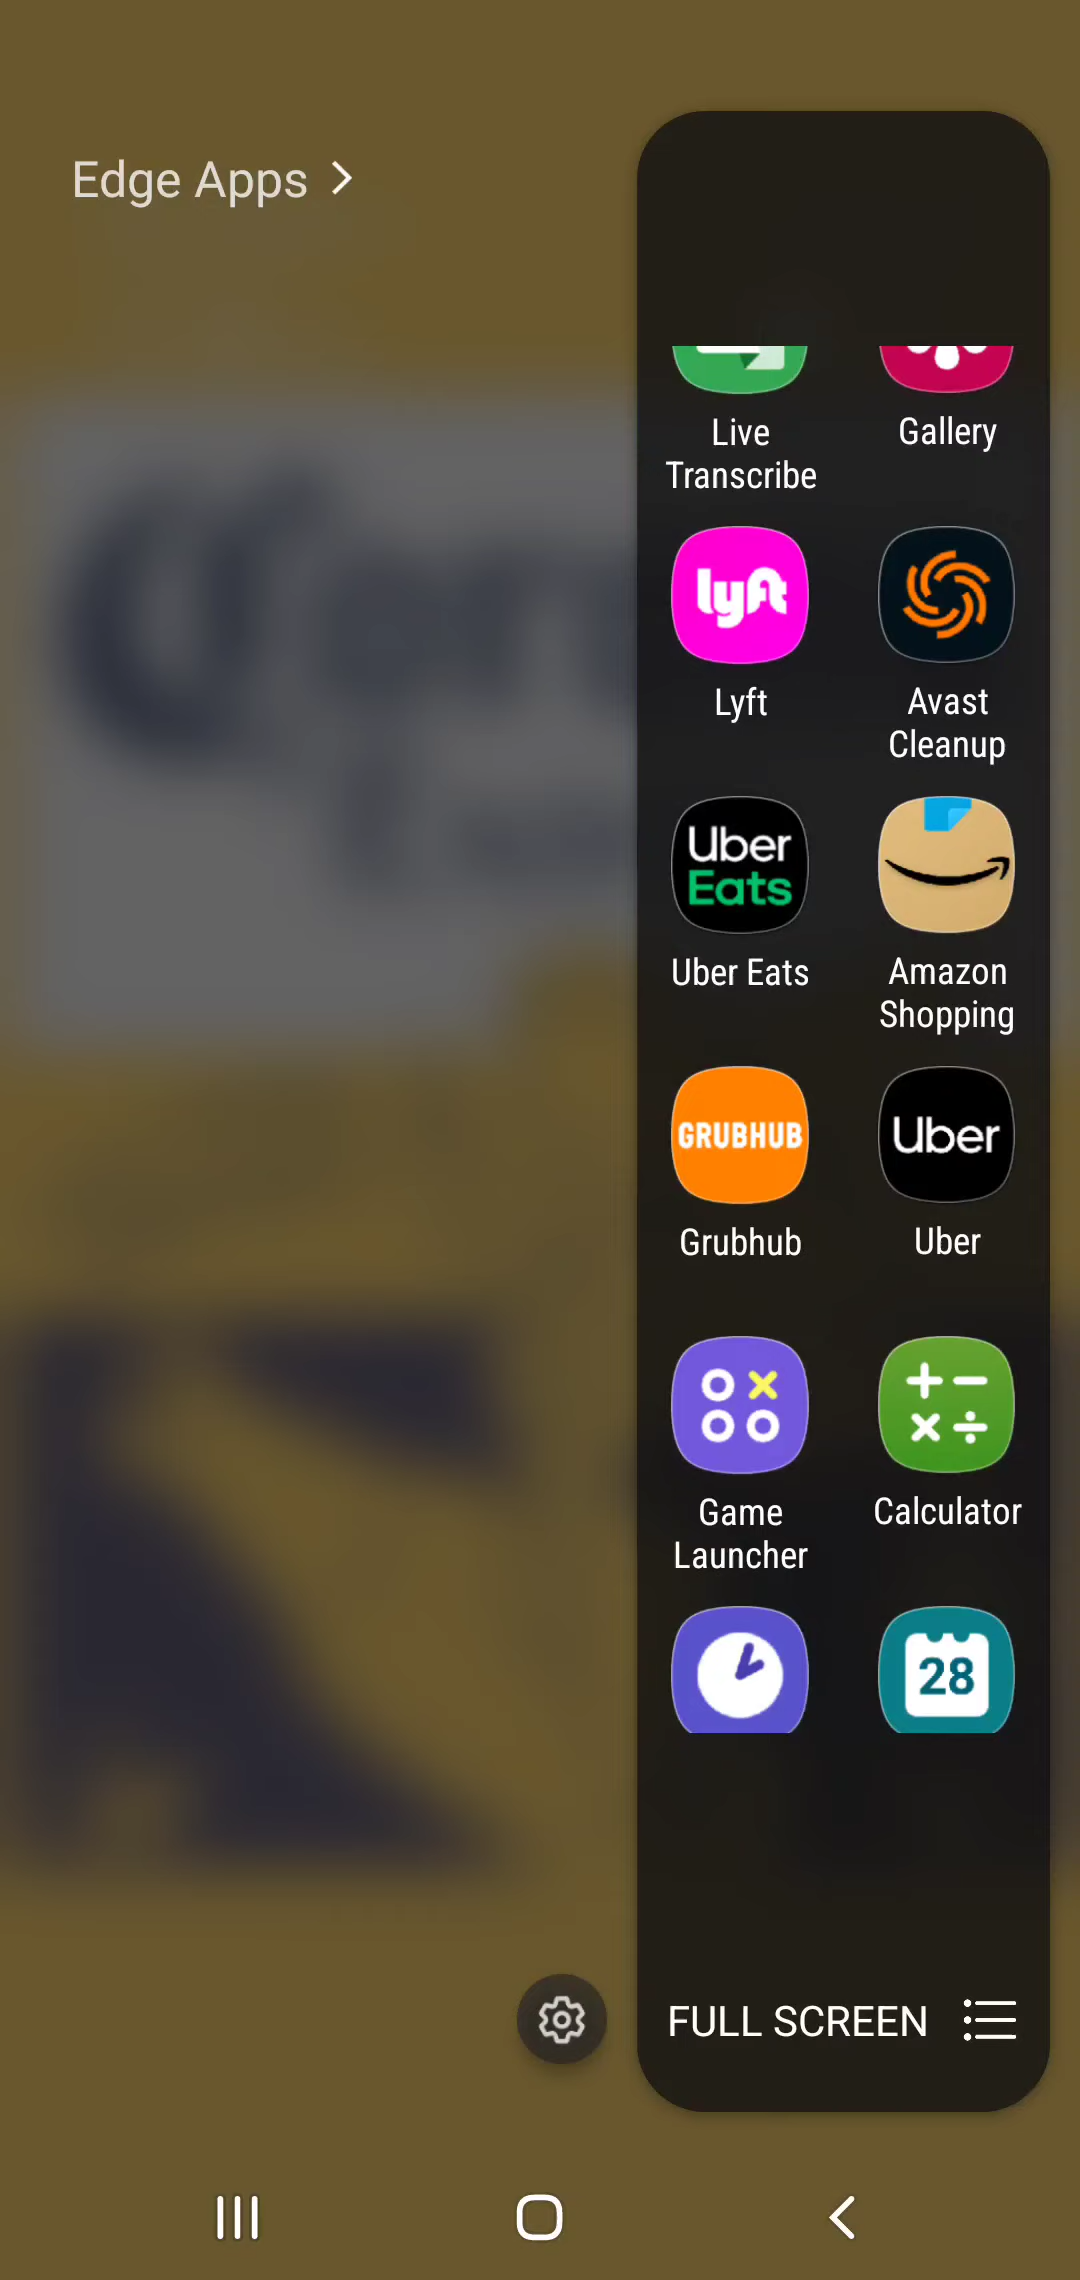 Edge Apps
Live
Transcribe
Gallery
lyft
Lyft
Avast
Cleanup
Uber
Eats
Uber Eats
Amazon
Shopping
GRUBHUB
Grubhub
Uber
Uber
Game
Launcher
Calculator
28
FULL SCREEN